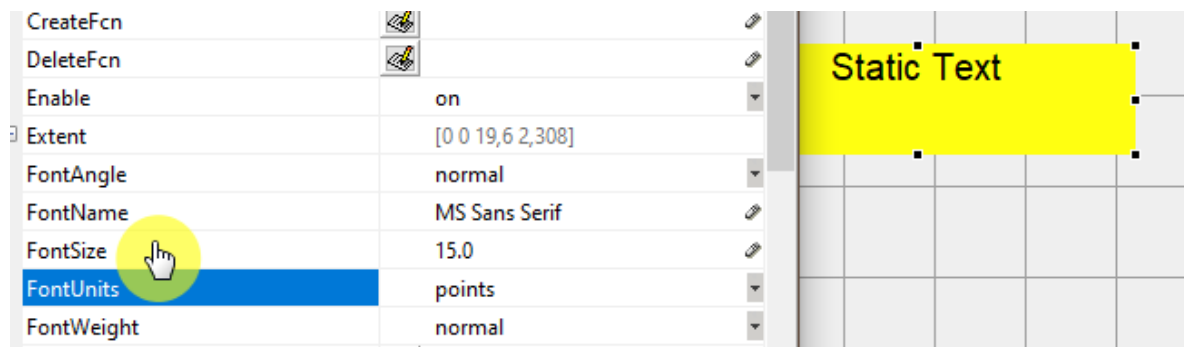 CreateFcn
DeleteFcn
Enable on
Extent [0 0 19,6 2,308]
FontAngle normal
FontName MS Sans Serif
FontSize 15.0
FontUnits points
FontWeight normal
Static Text